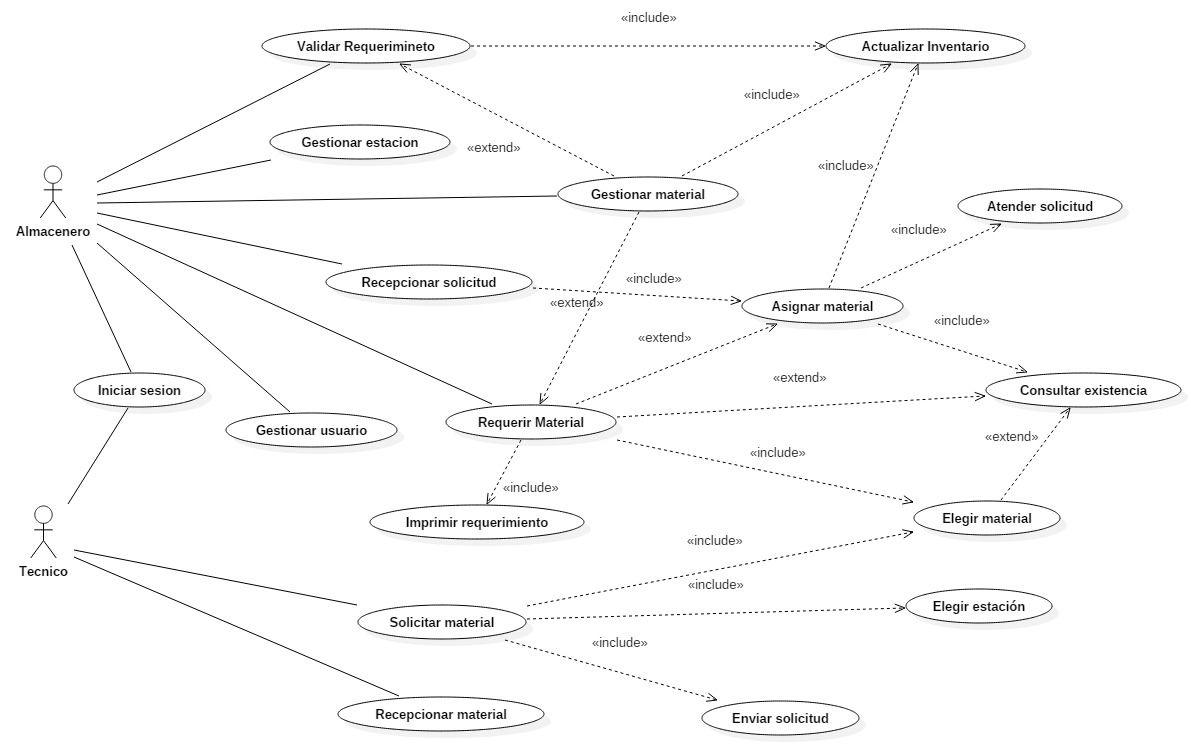 «include»
Validar Requerimineto
Actualizar Inventario
«include»
Gestionar estacion
«extend»
«include»
Gestionar material
Atender solicitud
Almacenero
«include»
Recepcionar solicitud
«include»
«extend»
Asignar material
«include»
«extend»
«extend»
Iniciar sesion
Consultar existencia
Requerir Material
Gestionar usuario
«extend»
«include»
«include»
Imprimir requerimiento
Elegir material
«include»
Tecnico
«include»
Elegir estación
Solicitar material
«include»
Recepcionar material
Enviar solicitud